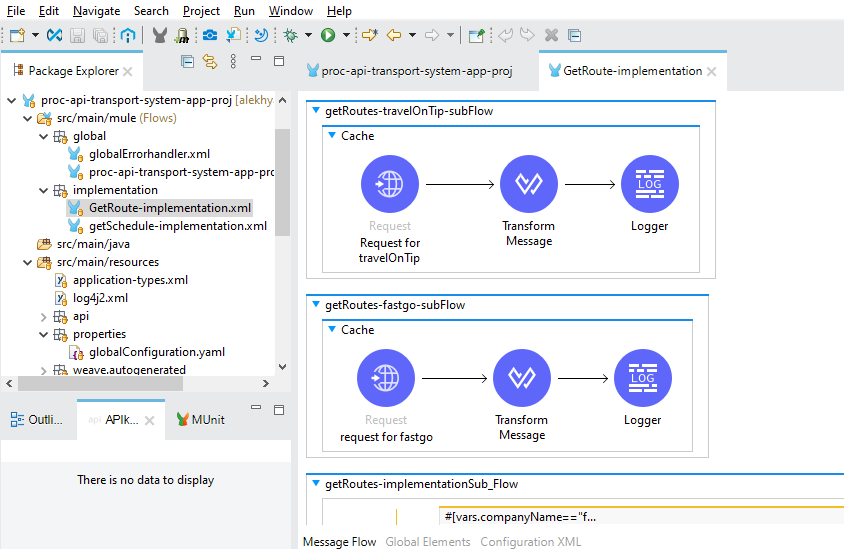 File Edit Navigate Search Project Run Window Help
Package Explorer
proc-api-transport-system-app-proj GetRoute-implementation
proc-api-transport-system-app-proj [alekhy
src/main/mule (Flows)
global
globalErrorhandler.xml
proc-api-transport-system-app-pro
implementation
GetRoute-implementation.xml
getSchedule-implementation.xml
src/main/java
src/main/resources
application-types.xml
log4j2.xml
api
properties
globalConfiguration.yaml
weave.autogenerated
Outli...
api APIk...
MUnit
There is no data to display
getRoutes-travelOnTip-subFlow
Cache
LOG
Request
Request for
travelOnTip
Transform
Message
Logger
getRoutes-fastgo-subFlow
Cache
LOG
Request
request for fastgo
Transform
Message
Logger
getRoutes-implementationSub_Flow
#[vars.companyName=="f...
Message Flow Global Elements Configuration XML